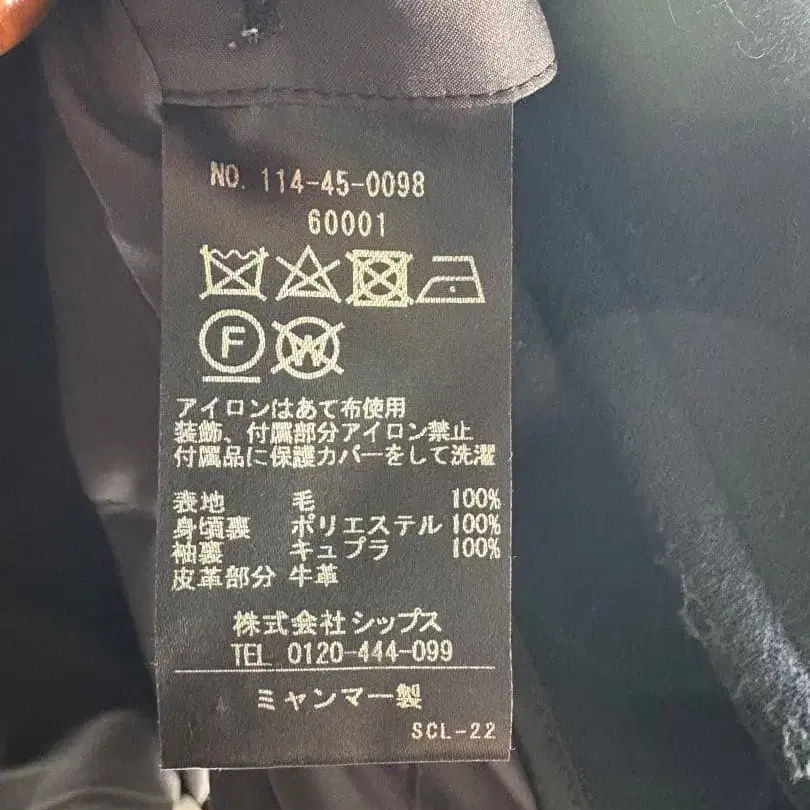 NO. 114-45-0098
60001
F W
アイロンはあて布使用
装飾、付属部分アイロン禁止
付属品に保護カバーをして洗濯
表地 毛 100%
身頃裏 ポリエステル 100%
袖裏 キュプラ 100%
皮革部分 牛革
株式会社シップス
TEL 0120-444-099
ミャンマー製
SCL-22